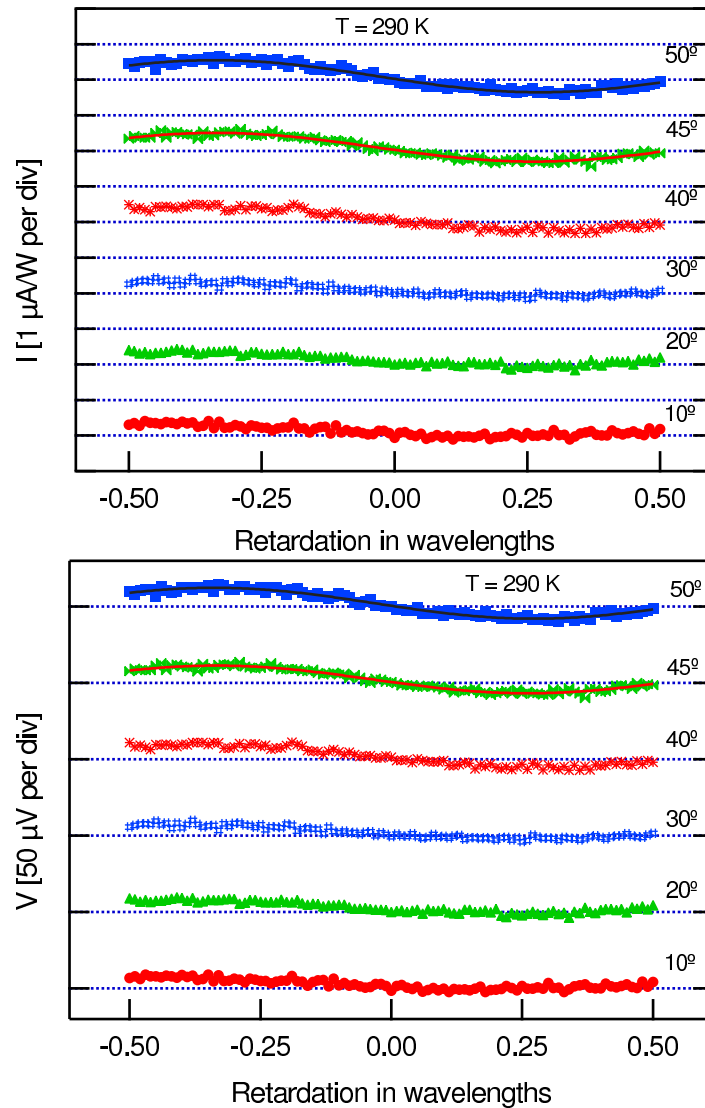 T = 290 K
50º
45º
40º
30º
20º
10º
I [1 µA/W per div]
-0.50 -0.25 0.00 0.25 0.50
Retardation in wavelengths
T = 290 K
50º
45º
40º
30º
20º
10º
V [50 µV per div]
-0.50 -0.25 0.00 0.25 0.50
Retardation in wavelengths